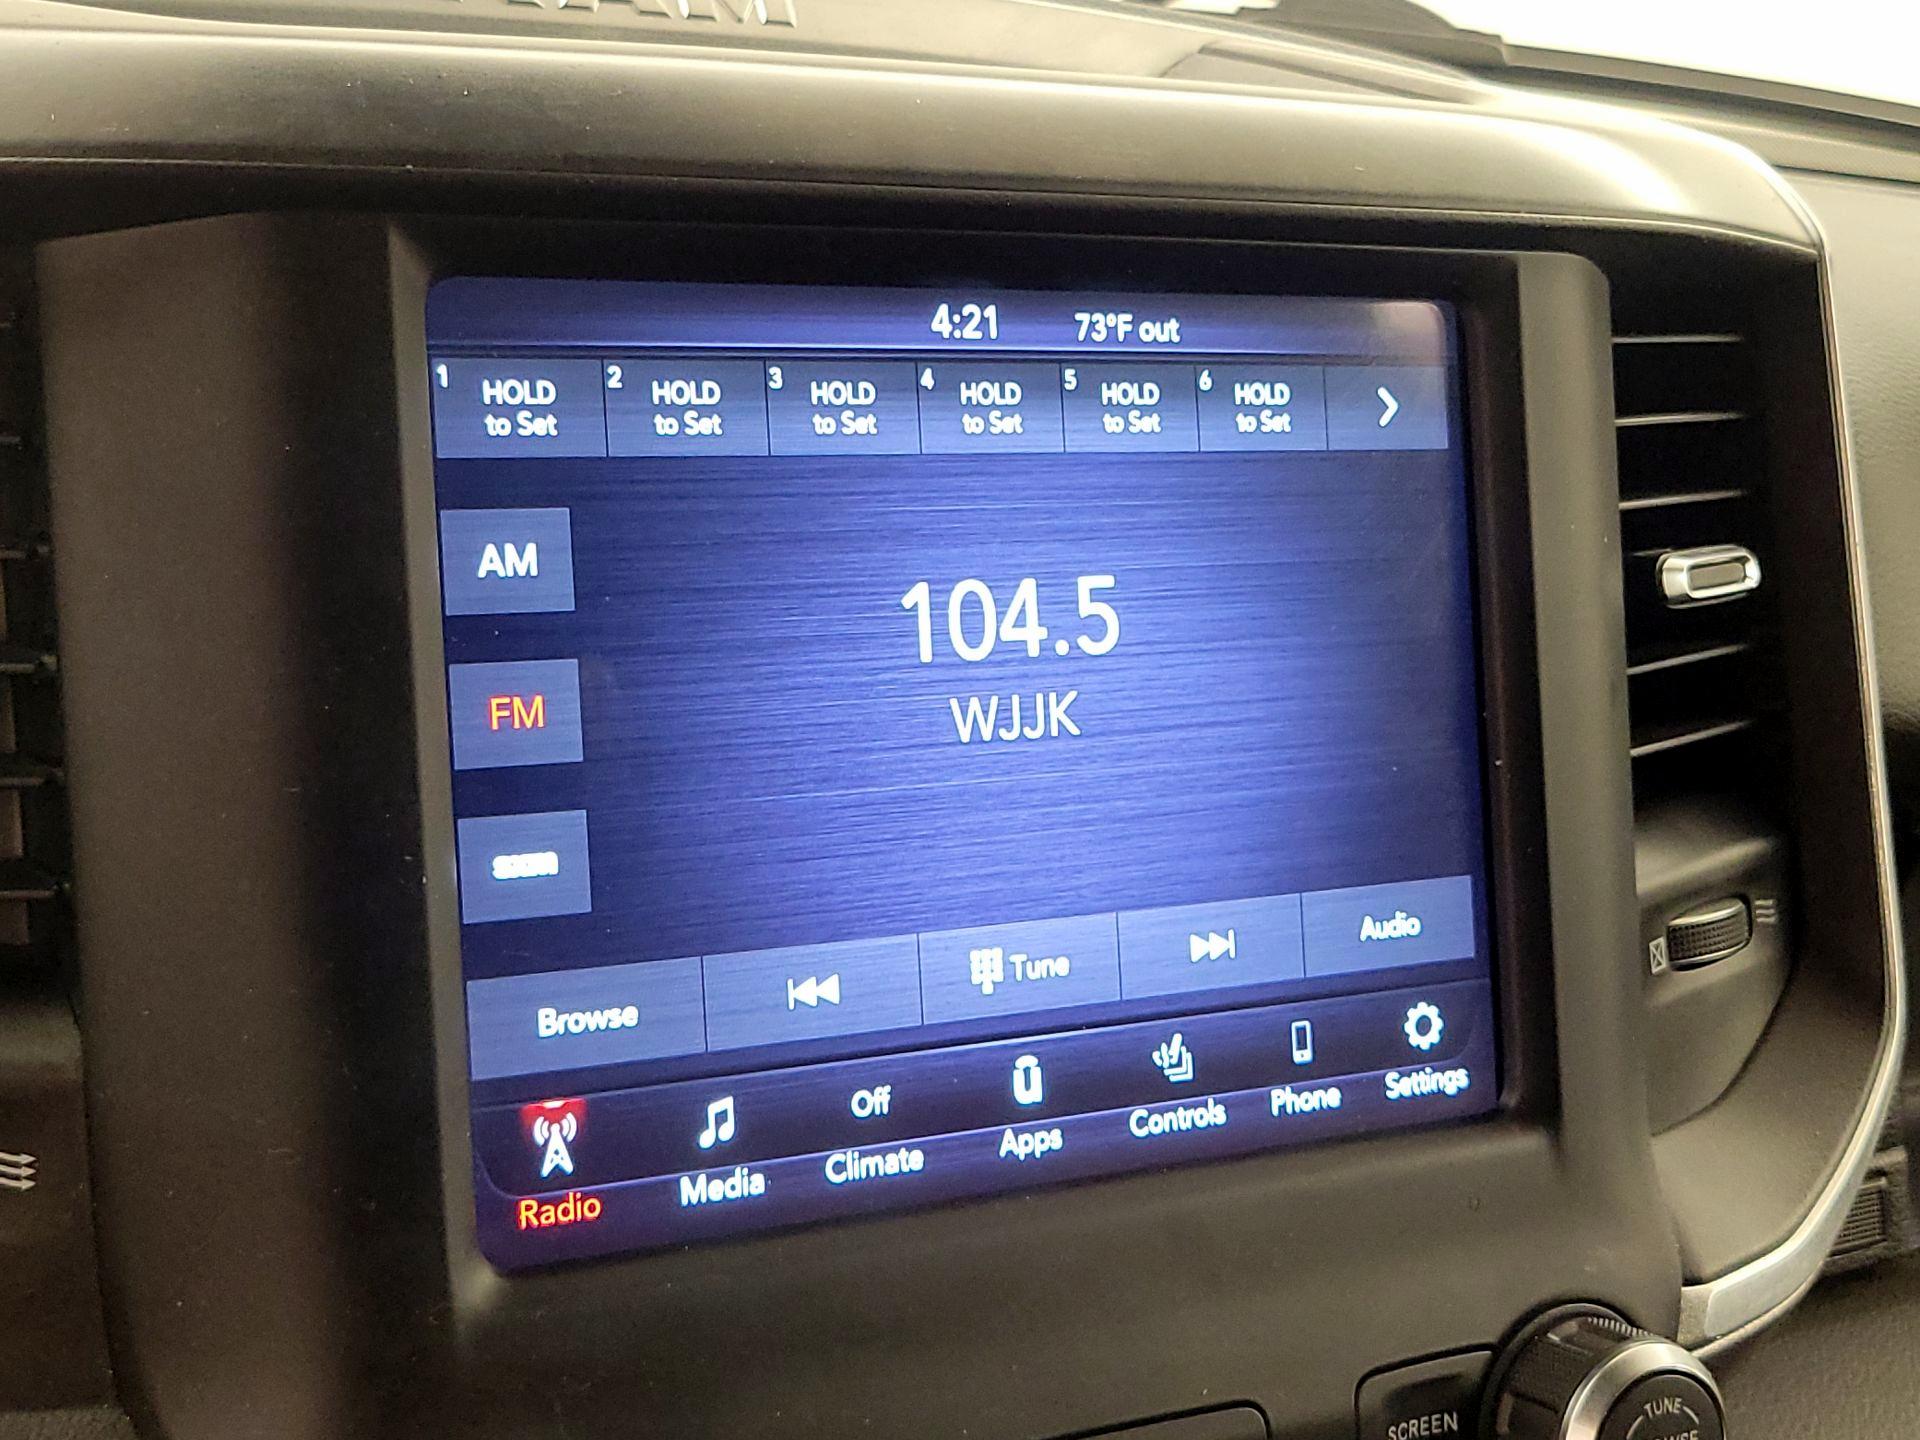 RAM
4:21 73°F out
1 HOLD to Set
2 HOLD to Set
3 HOLD to Set
4 HOLD to Set
5 HOLD to Set
6 HOLD to Set
AM
104.5
FM
WJJK
Browse
Tune
Audio
Radio
Media
Off
Climate
Apps
Controls
Phone
Settings
SCREEN
TUNE